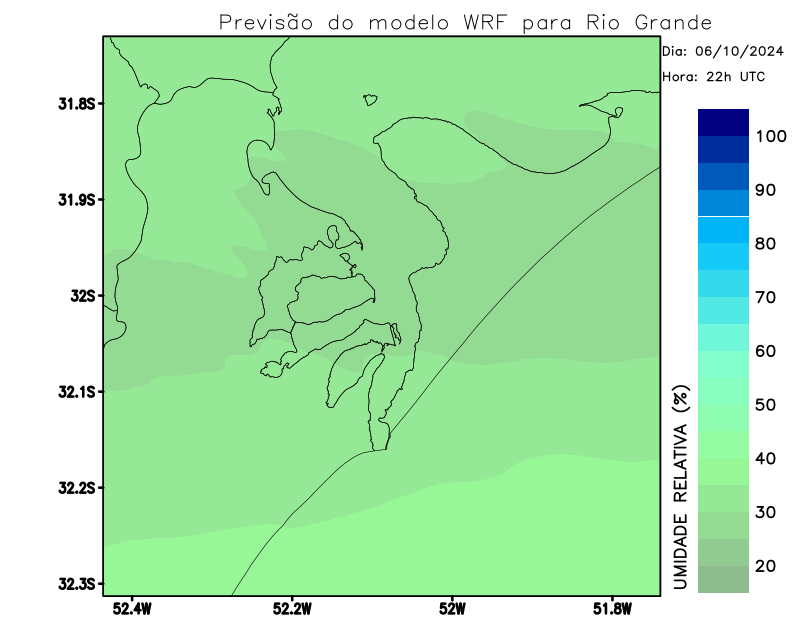 Previsão do modelo WRF para Rio Grande
Dia: 06/10/2024
Hora: 22h UTC
31.8S
31.9S
32S
32.1S
32.2S
32.3S
52.4W
52.2W
52W
51.8W
UMIDADE RELATIVA (%)
100
90
80
70
60
50
40
30
20